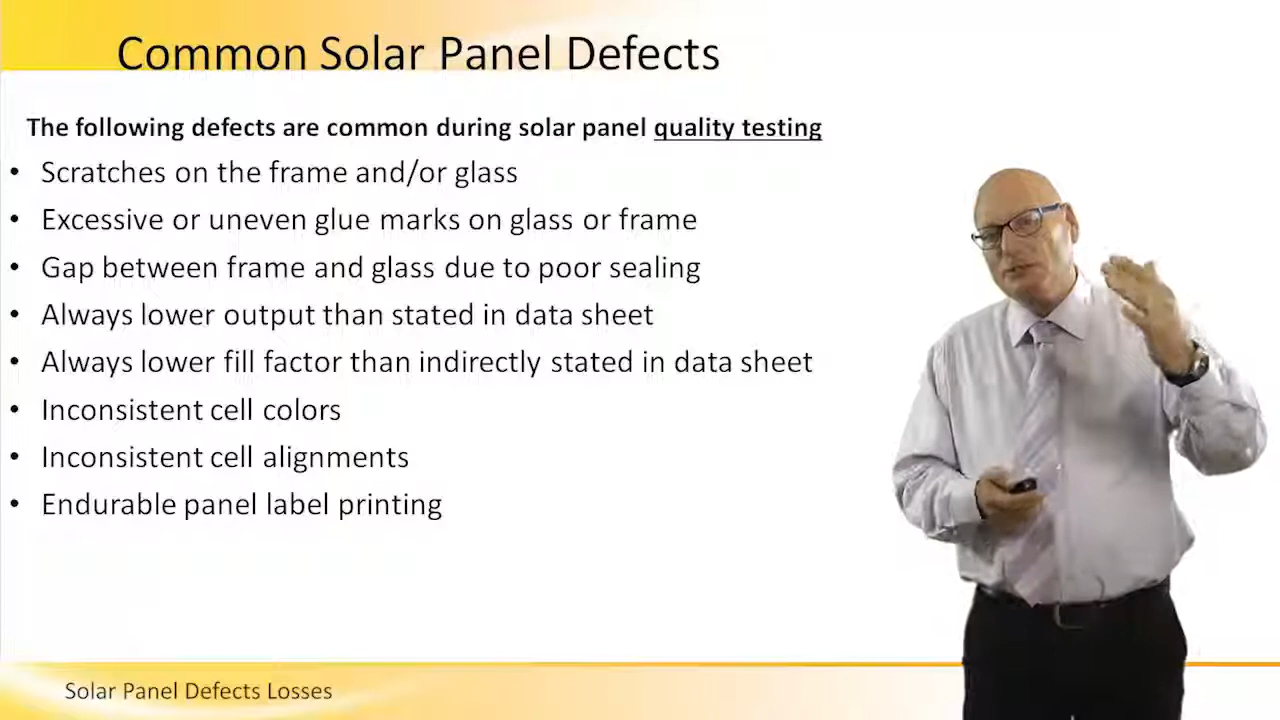 Common Solar Panel Defects
The following defects are common during solar panel quality testing
• Scratches on the frame and/or glass
• Excessive or uneven glue marks on glass or frame
• Gap between frame and glass due to poor sealing
• Always lower output than stated in data sheet
• Always lower fill factor than indirectly stated in data sheet
• Inconsistent cell colors
• Inconsistent cell alignments
• Endurable panel label printing
Solar Panel Defects Losses